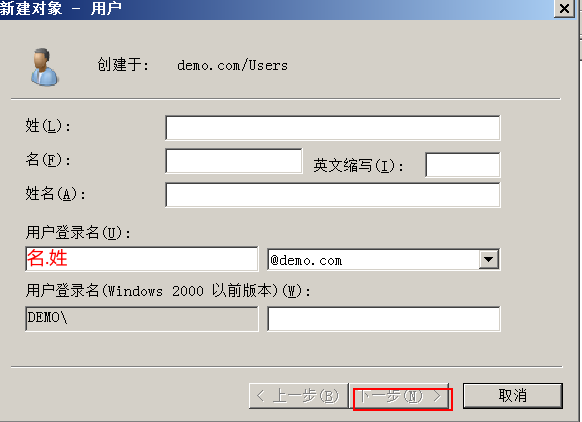 新建对象 - 用户
创建于: demo.com/Users
姓(L):
名(F):
英文缩写(I):
姓名(A):
用户登录名(U):
名.姓
@demo.com
用户登录名(Windows 2000 以前版本)(W):
DEMO\
< 上一步(B)
下一步(N) >
取消